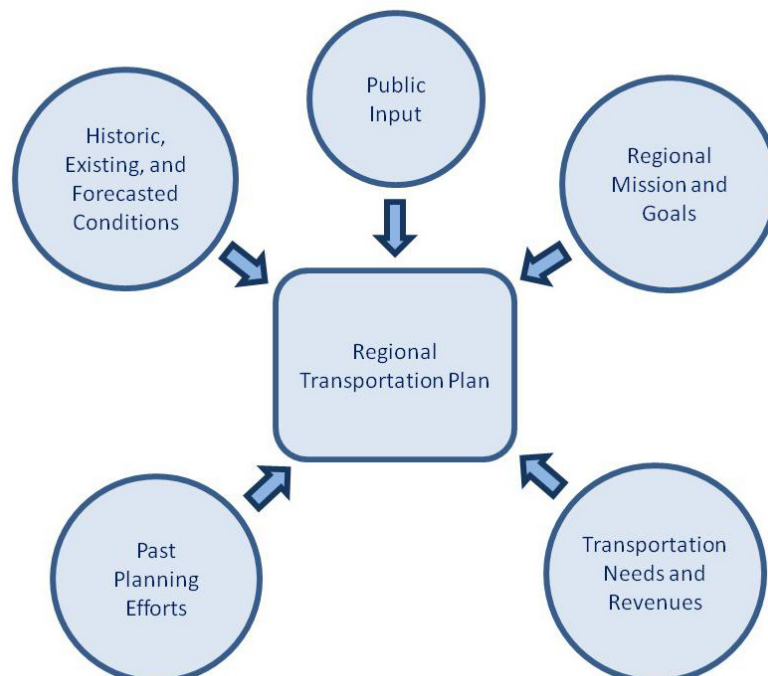 Public
Input
Historic,
Existing, and
Forecasted
Conditions
Regional
Mission and
Goals
Regional
Transportation Plan
Past
Planning
Efforts
Transportation
Needs and
Revenues